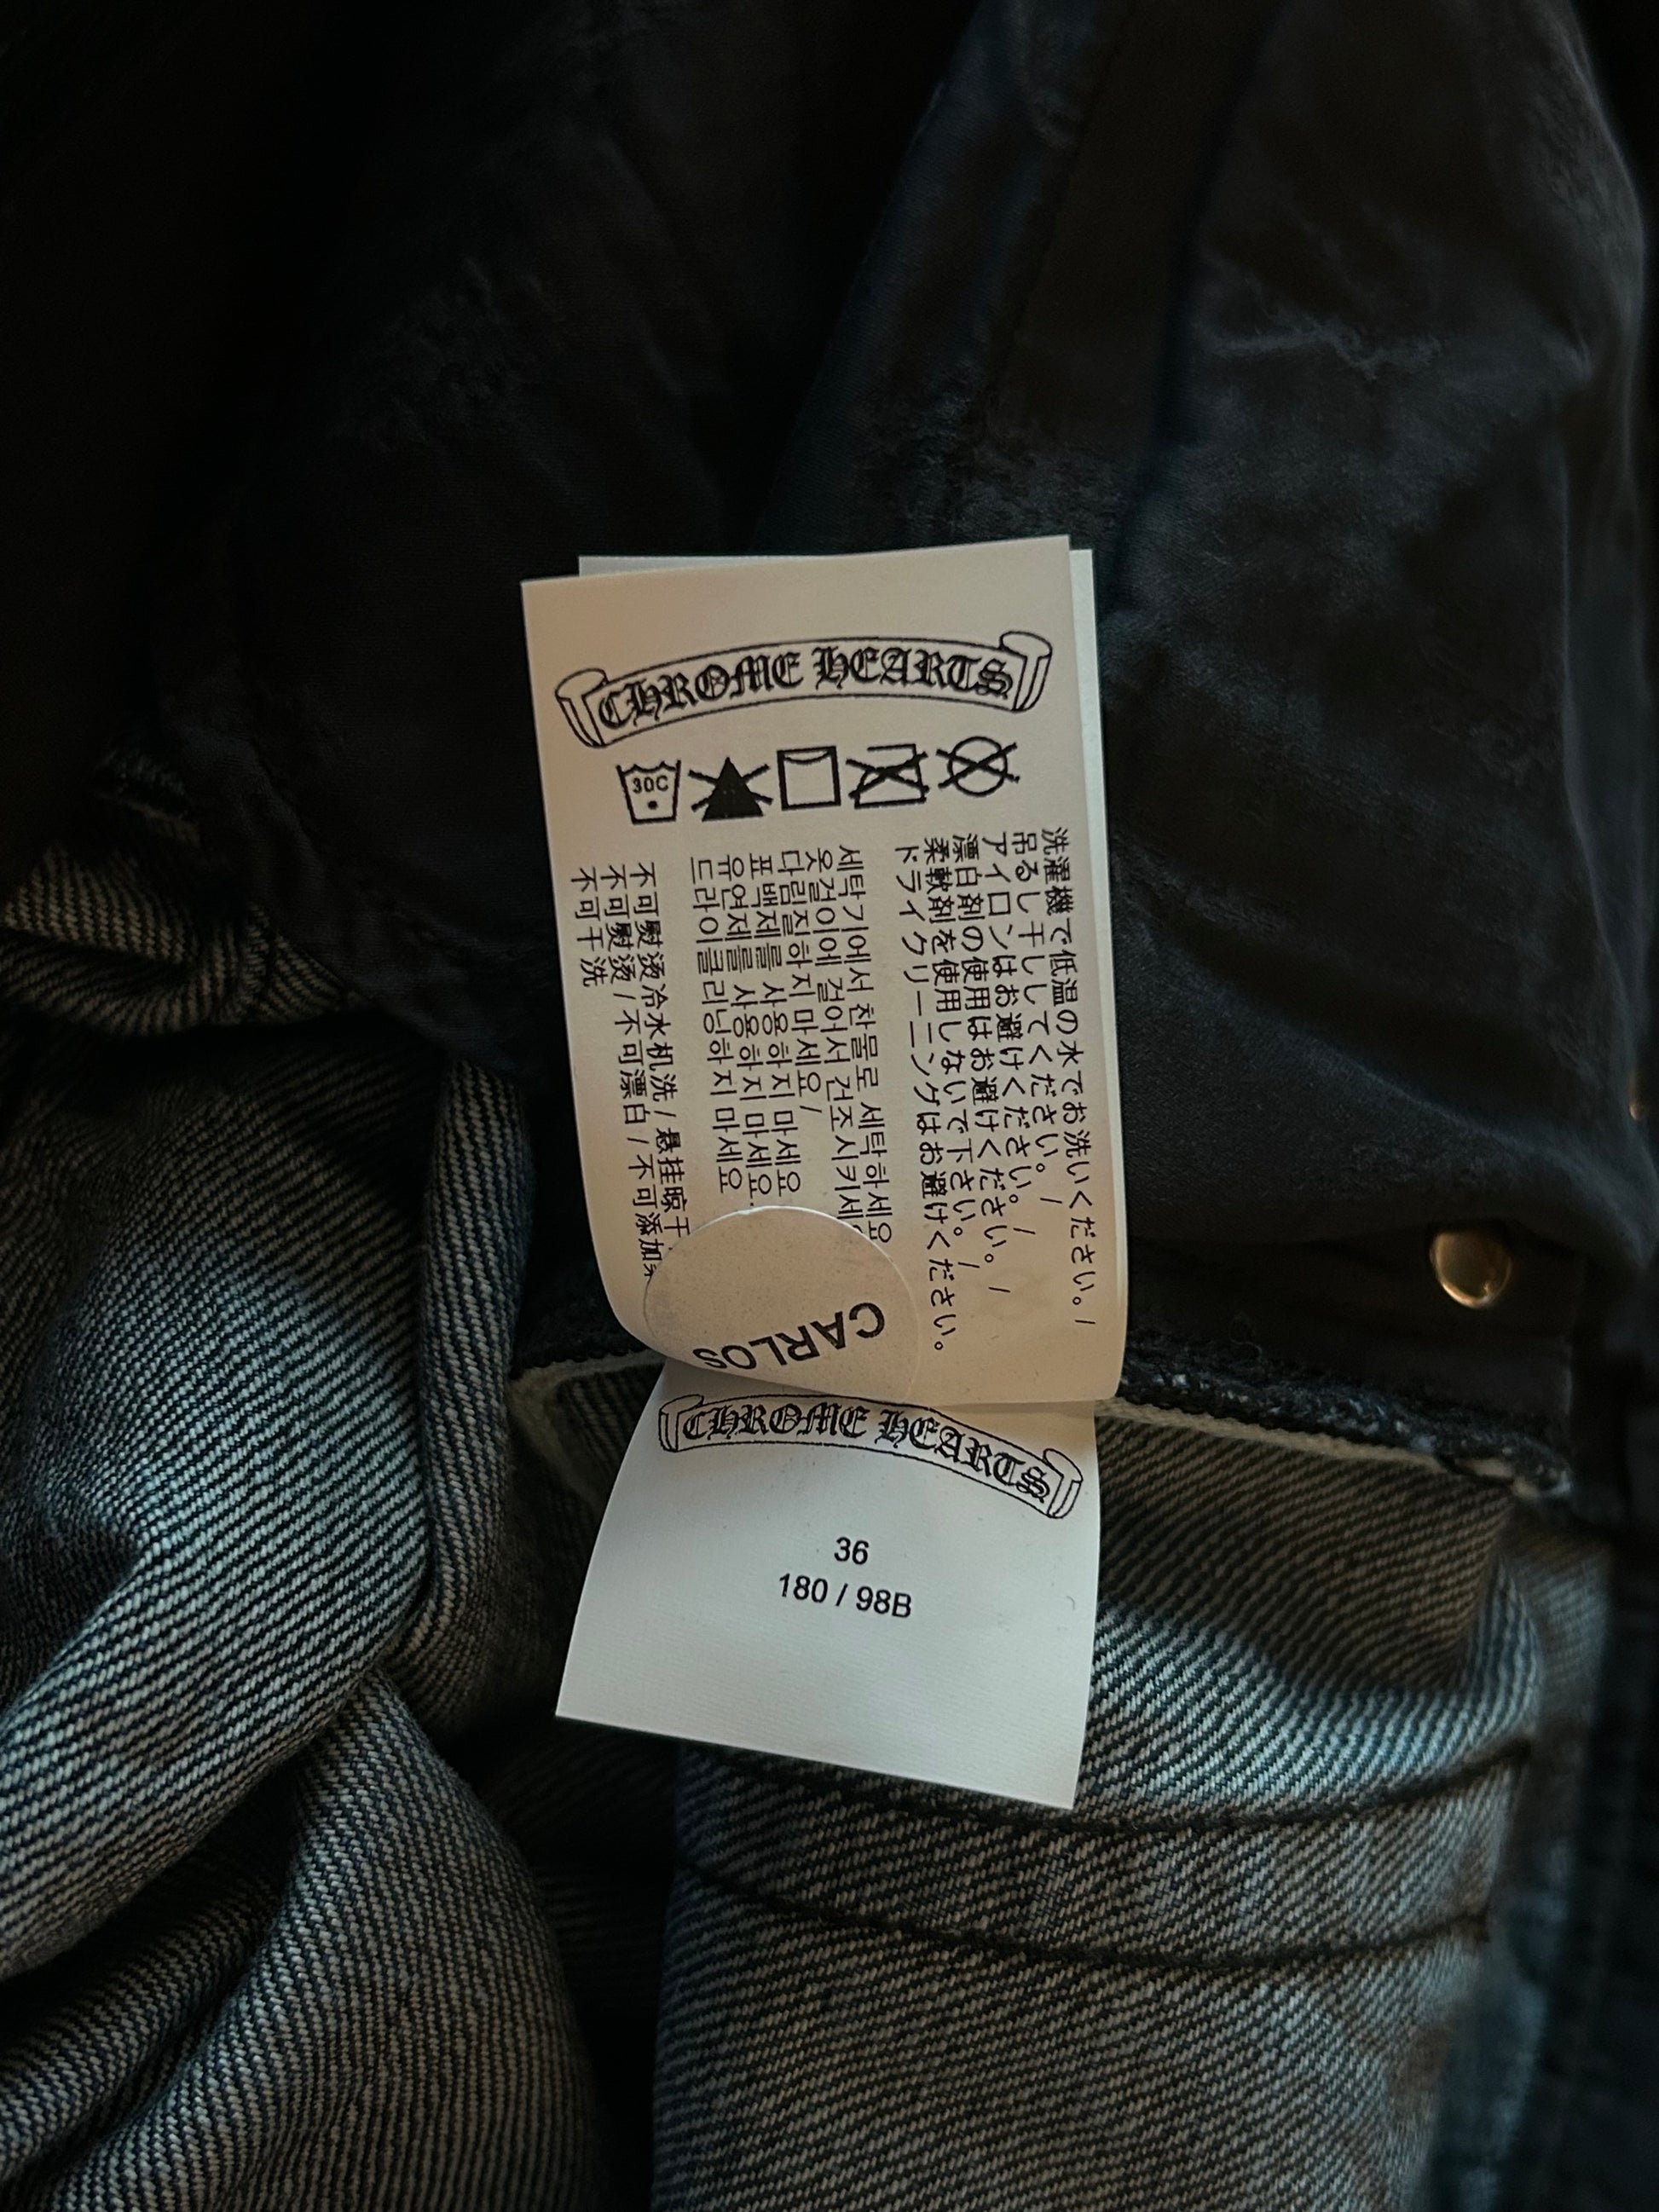 CHROME HEARTS
30C
洗濯機で低温の水でお洗いください。/
吊るし干ししてください。/
アイロンはお避けください。/
漂白剤の使用はお避けください。/
柔軟剤を使用しないで下さい。/
ドライクリーニングはお避けください。
세탁기에서 찬물로 세탁하세요
옷걸이에 걸어서 건조시키세
다림질하지 마세요 /
표백제를 사용하지 마세요
유연제를 사용하지 마세요.
드라이클리닝하지 마세요
不可熨烫冷水机洗 / 悬挂晾干
不可熨烫 / 不可漂白 / 不可添加
不可干洗
CARLOS
CHROME HEARTS
36
180 / 98B